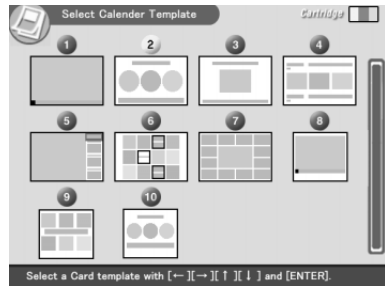 Select Calender Template
Cartridge
1 2 3 4
5 6 7 8
9 10
Select a Card template with [← ][→ ][ ↑ ][ ↓ ] and [ENTER].